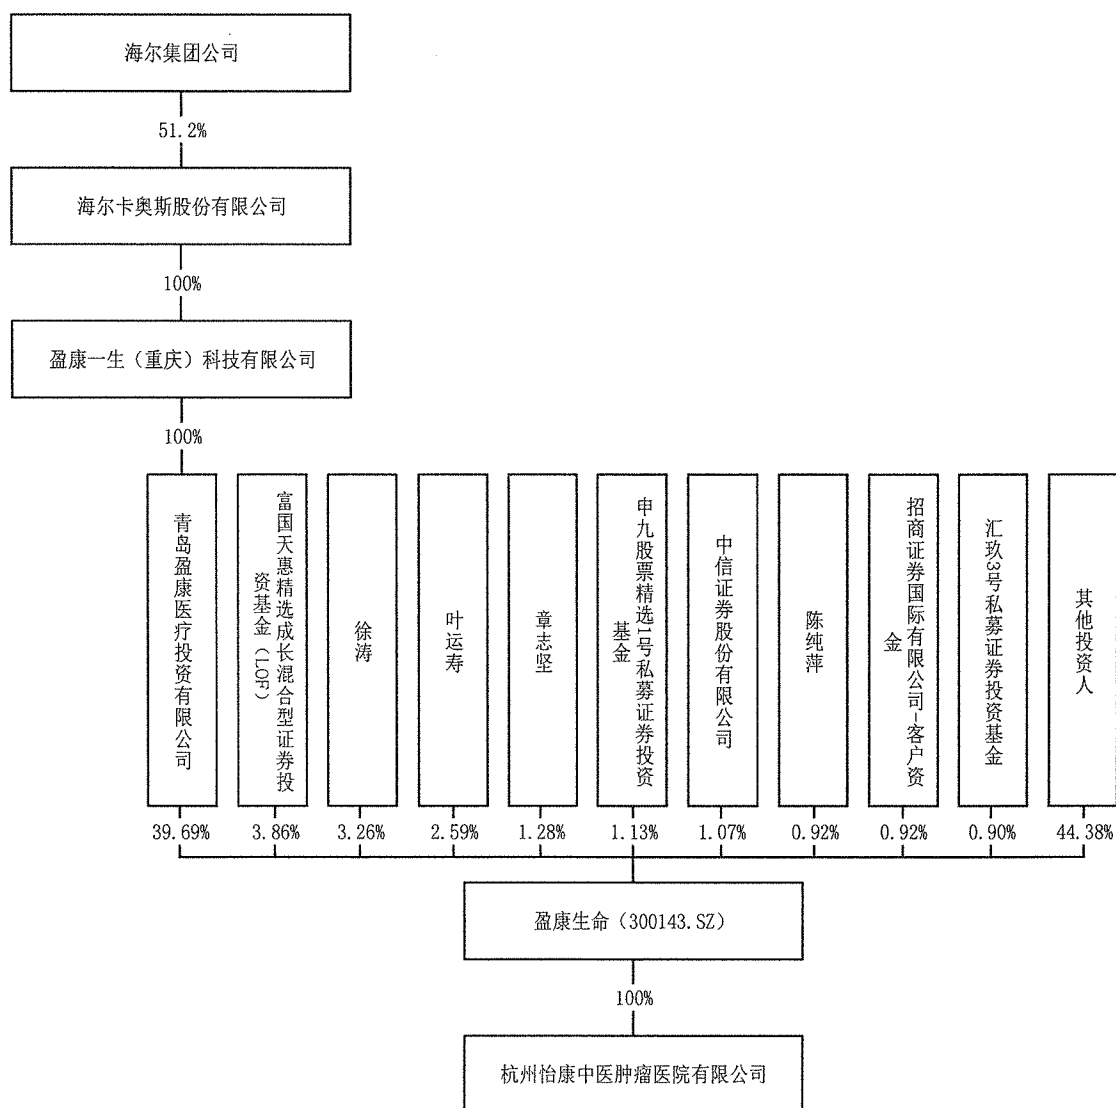 海尔集团公司
51.2%
海尔卡奥斯股份有限公司
100%
盈康一生（重庆）科技有限公司
100%
青岛盈康医疗投资有限公司
富国天惠精选成长混合型证券投
资基金（LOF）
徐涛
叶运寿
章志坚
申九股票精选1号私募证券投资
基金
中信证券股份有限公司
陈纯萍
招商证券国际有限公司-客户资
金
汇玖3号私募证券投资基金
其他投资人
39.69%
3.86%
3.26%
2.59%
1.28%
1.13%
1.07%
0.92%
0.92%
0.90%
44.38%
盈康生命（300143.SZ）
100%
杭州怡康中医肿瘤医院有限公司